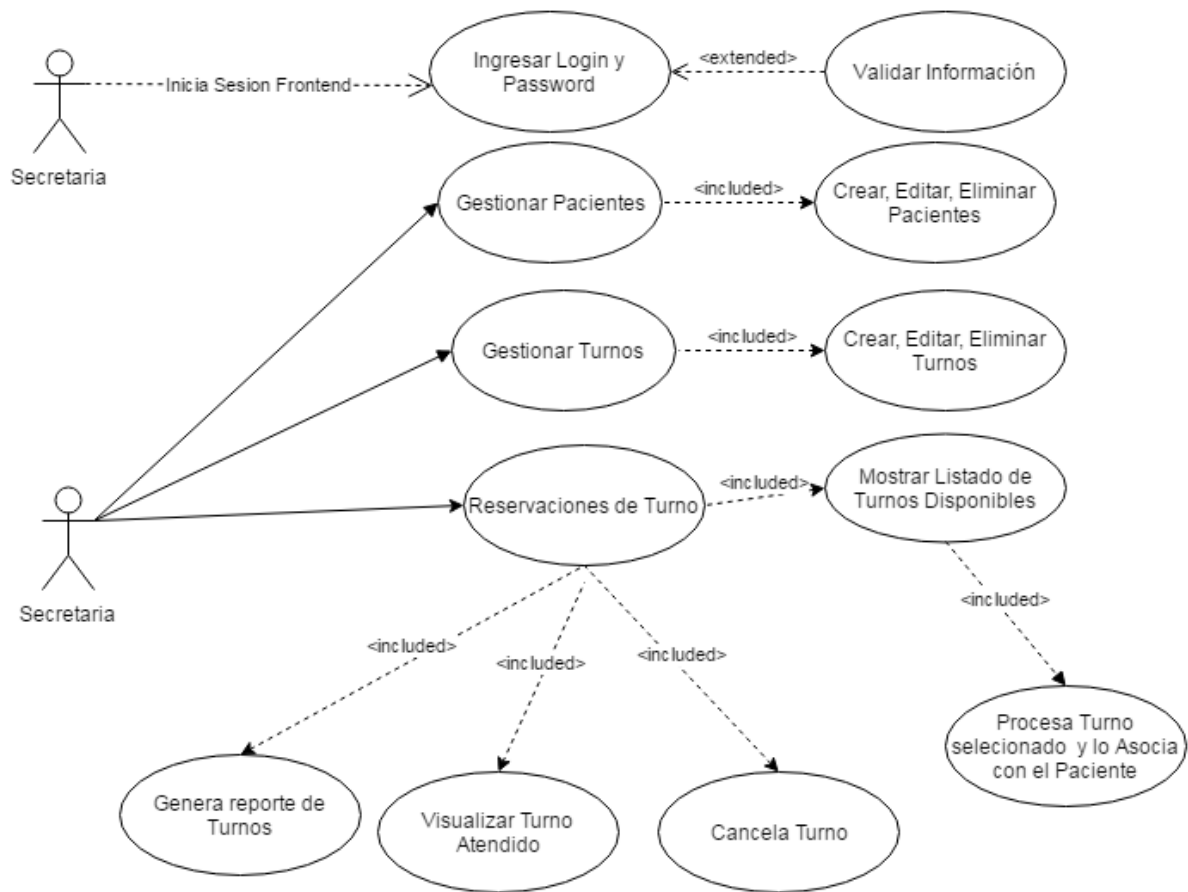 Ingresar Login y
Password
<extended>
Validar Información
Inicia Sesion Frontend
Secretaria
Gestionar Pacientes
<included>
Crear, Editar, Eliminar
Pacientes
Gestionar Turnos
<included>
Crear, Editar, Eliminar
Turnos
Reservaciones de Turno
<included>
Mostrar Listado de
Turnos Disponibles
Secretaria
<included>
<included>
<included>
<included>
Procesa Turno
selecionado y lo Asocia
con el Paciente
Genera reporte de
Turnos
Visualizar Turno
Atendido
Cancela Turno